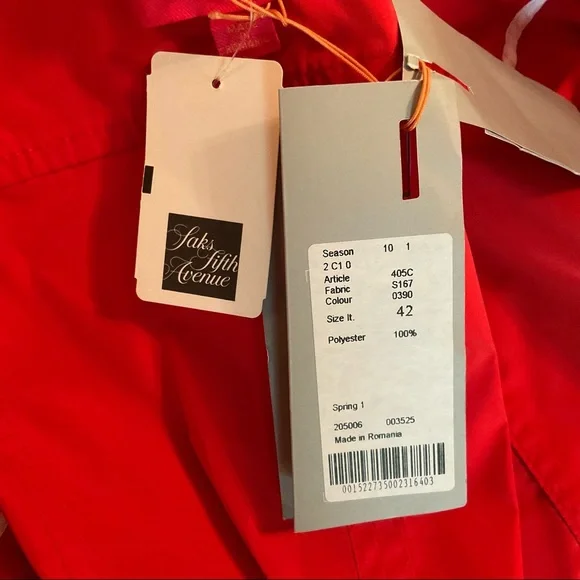 Saks
fifth
Avenue
Season 10 1
2 C1 0
Article 405C
Fabric S167
Colour 0390
Size It. 42
Polyester 100%
Spring 1
205006 003525
Made in Romania
0015227350002316403